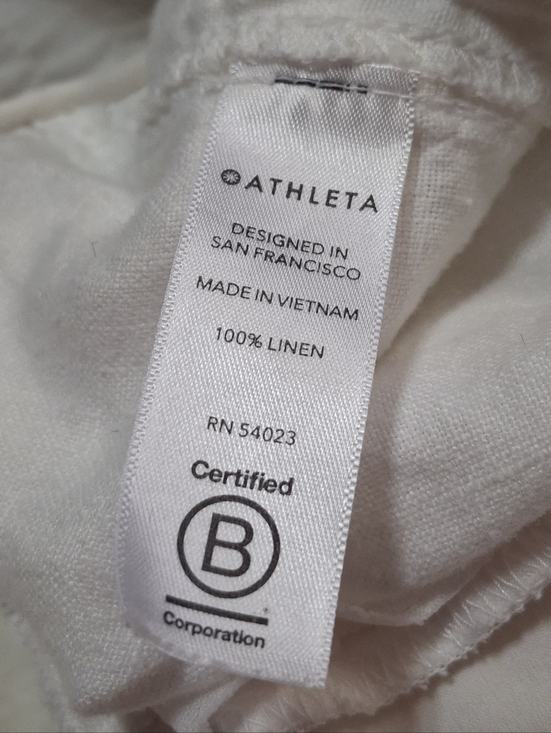 ATHLETA
DESIGNED IN
SAN FRANCISCO
MADE IN VIETNAM
100% LINEN
RN 54023
Certified
B
Corporation